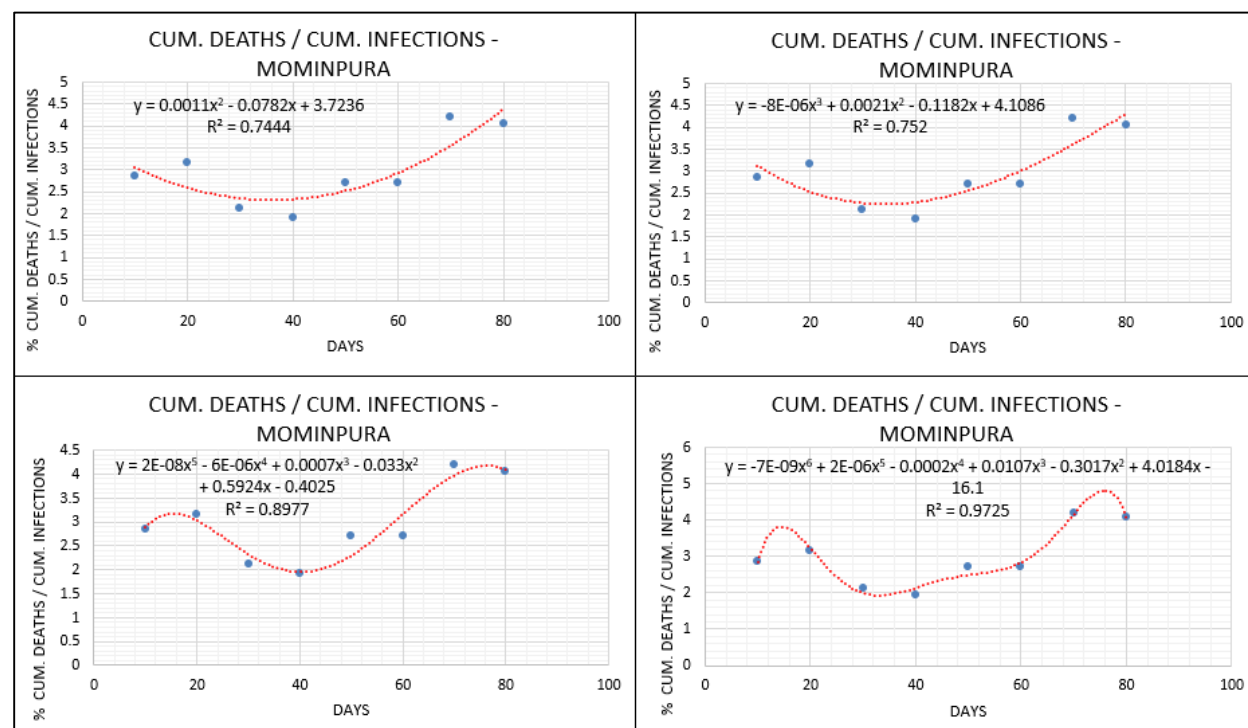 CUM. DEATHS / CUM. INFECTIONS -
MOMINPURA
y = 0.0011x² - 0.0782x + 3.7236
R² = 0.7444
% CUM. DEATHS / CUM. INFECTIONS
5
4.5
4
3.5
3
2.5
2
1.5
1
0.5
0
0 20 40 60 80 100
DAYS
CUM. DEATHS / CUM. INFECTIONS -
MOMINPURA
y = -8E-06x³ + 0.0021x² - 0.1182x + 4.1086
R² = 0.752
% CUM. DEATHS / CUM. INFECTIONS
5
4.5
4
3.5
3
2.5
2
1.5
1
0.5
0
0 20 40 60 80 100
DAYS
CUM. DEATHS / CUM. INFECTIONS -
MOMINPURA
y = 2E-08x⁵ - 6E-06x⁴ + 0.0007x³ - 0.033x²
+ 0.5924x - 0.4025
R² = 0.8977
% CUM. DEATHS / CUM. INFECTIONS
4.5
4
3.5
3
2.5
2
1.5
1
0.5
0
0 20 40 60 80 100
DAYS
CUM. DEATHS / CUM. INFECTIONS -
MOMINPURA
y = -7E-09x⁶ + 2E-06x⁵ - 0.0002x⁴ + 0.0107x³ - 0.3017x² + 4.0184x -
16.1
R² = 0.9725
% CUM. DEATHS / CUM. INFECTIONS
6
5
4
3
2
1
0
0 20 40 60 80 100
DAYS